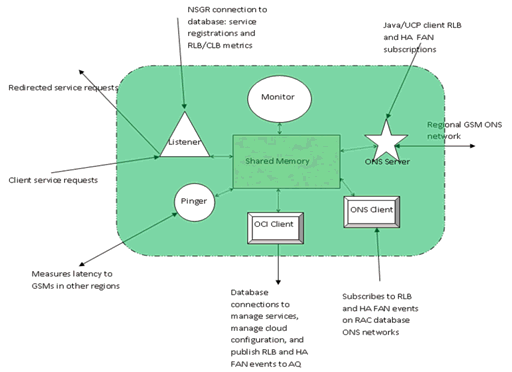 NSGR connection to
database: service
registrations and
RLB/CLB metrics
Java/UCP client RLB
and HA FAN
subscriptions
Redirected service requests
Monitor
Listener
Regional GSM ONS
network
Shared Memory
ONS Server
Client service requests
Pinger
OCI Client
ONS Client
Measures latency to
GSMs in other regions
Database
connections to
manage services,
manage cloud
configuration, and
publish RLB and HA
FAN events to AQ
Subscribes to RLB
and HA FAN events
on RAC database
ONS networks